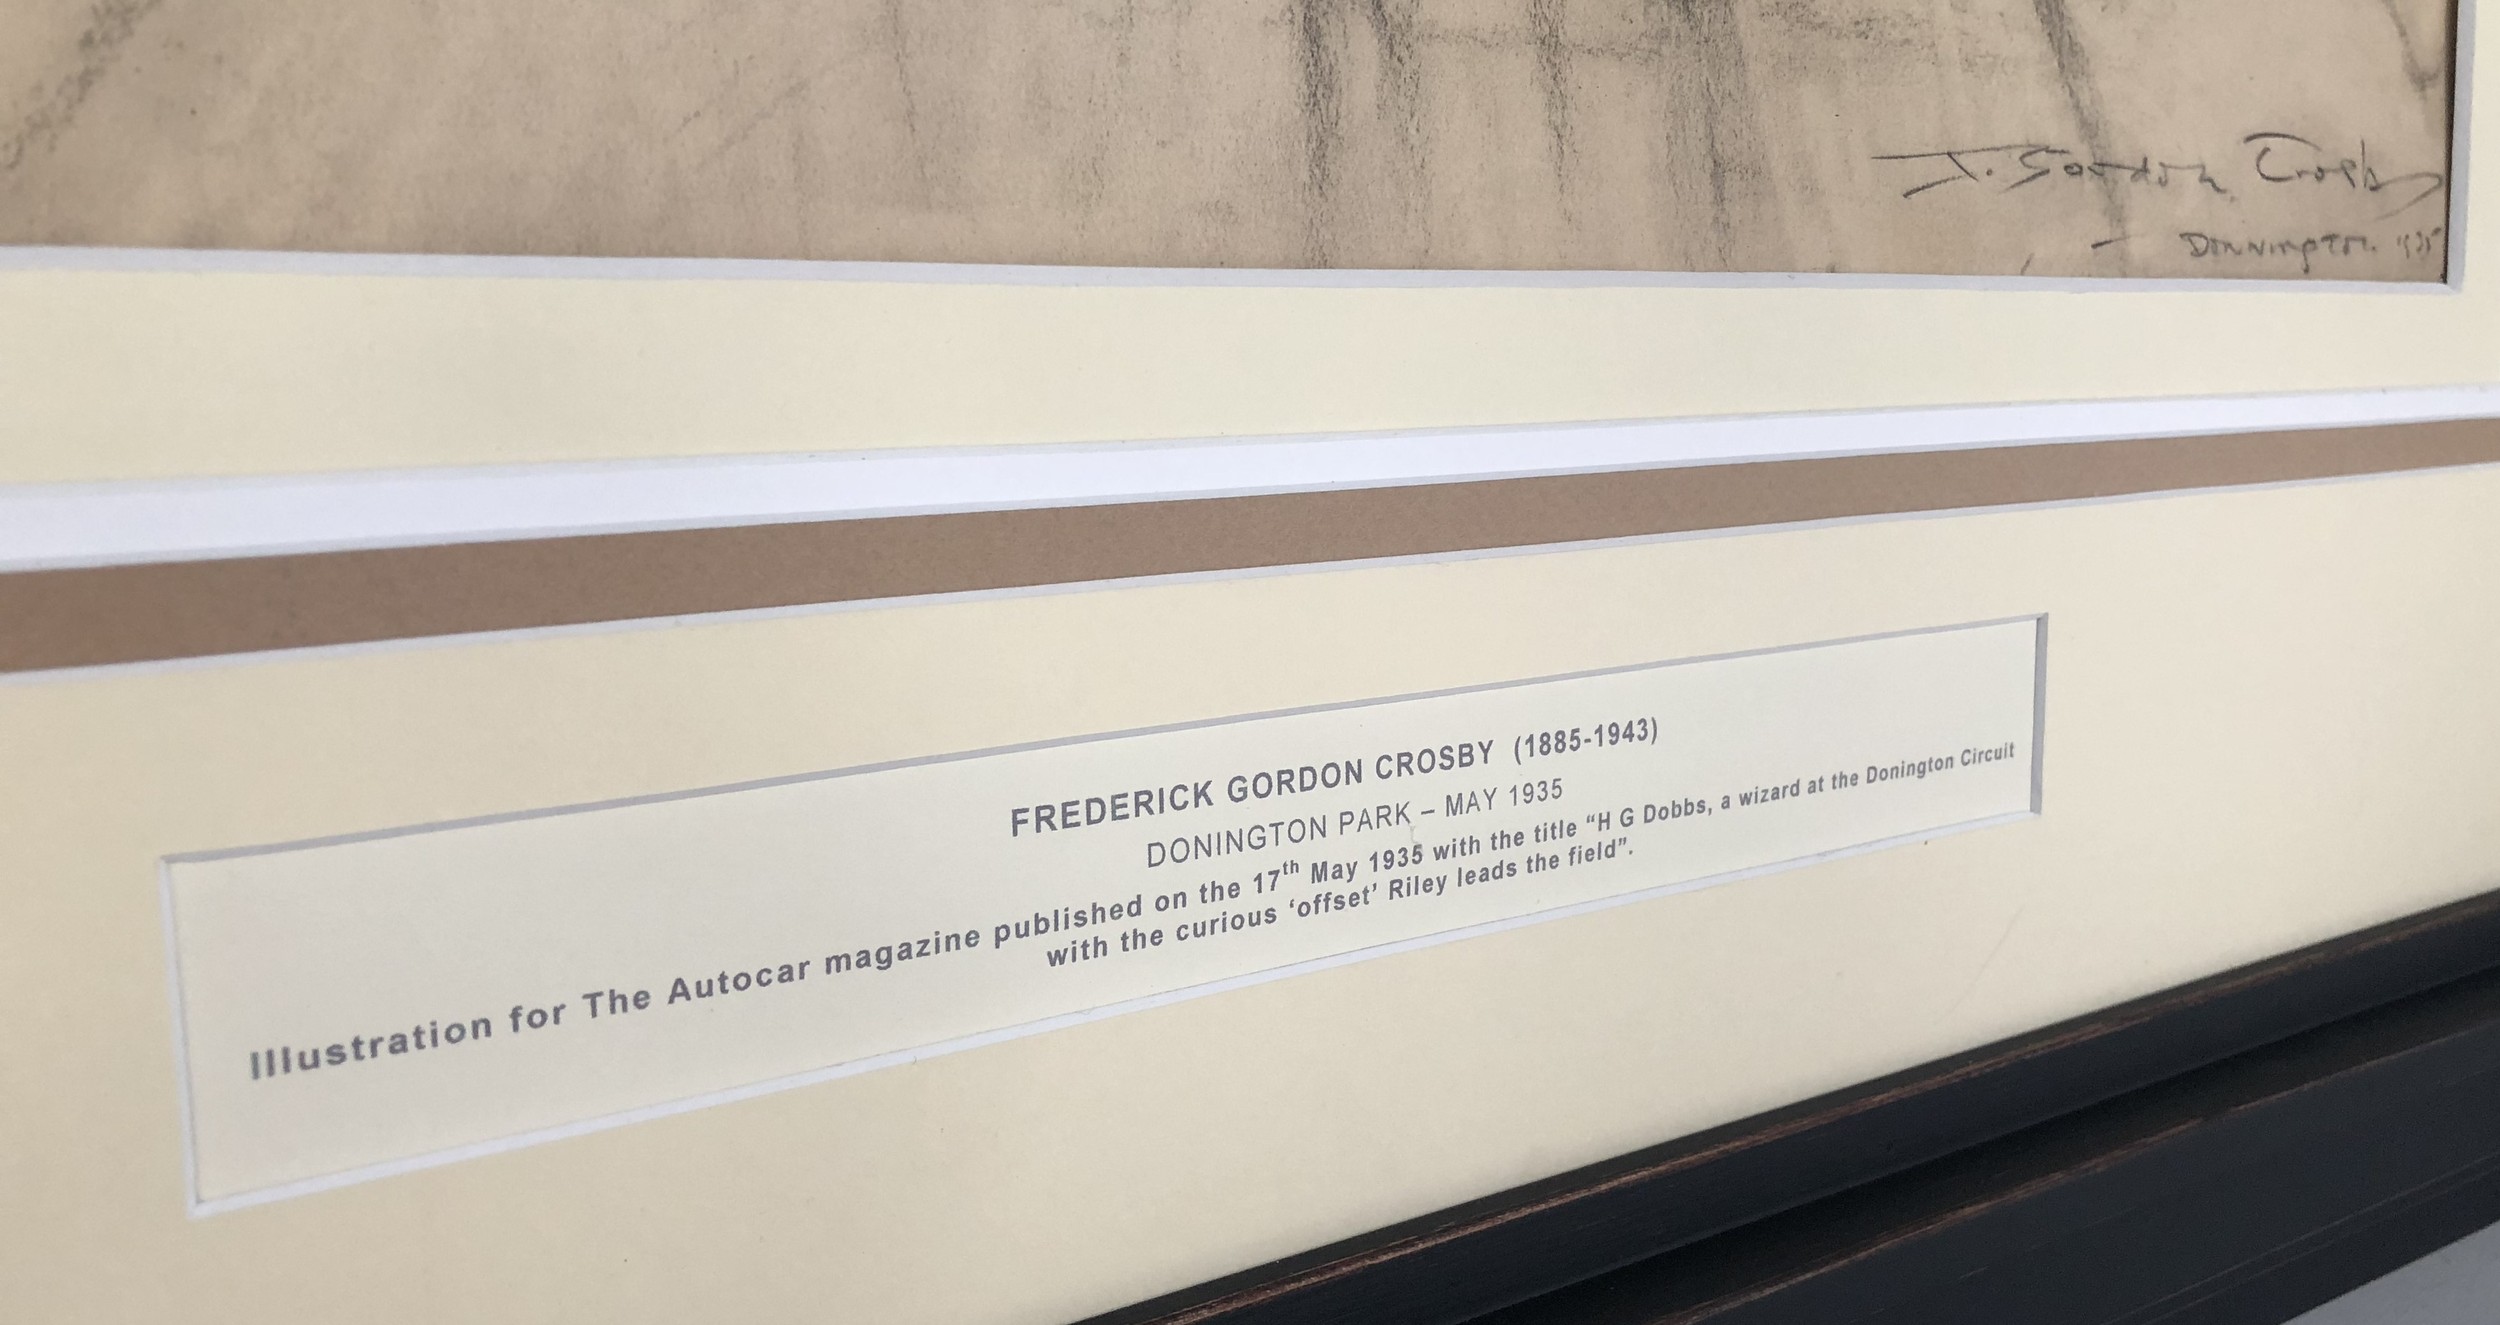 F. Gordon Crosby
Donnington. 1935
FREDERICK GORDON CROSBY (1885-1943)
DONINGTON PARK – MAY 1935
Illustration for The Autocar magazine published on the 17th May 1935 with the title “H G Dobbs, a wizard at the Donington Circuit
with the curious ‘offset’ Riley leads the field”.